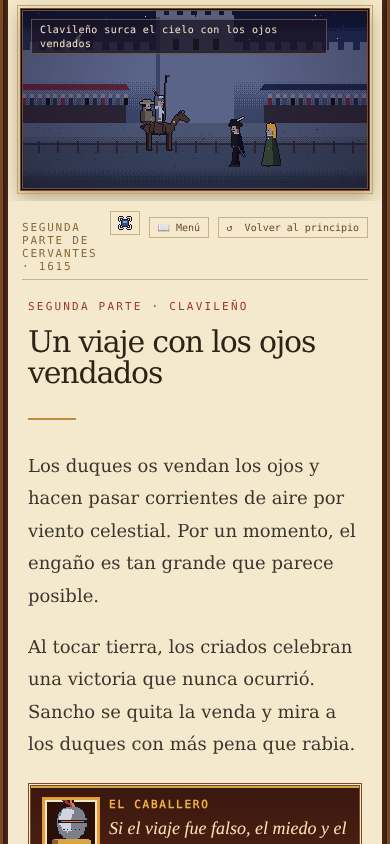 Clavileño surca el cielo con los ojos
vendados
SEGUNDA
PARTE DE
CERVANTES
· 1615
📖 Menú
↺ Volver al principio
SEGUNDA PARTE · CLAVILEÑO
Un viaje con los ojos
vendados
Los duques os vendan los ojos y
hacen pasar corrientes de aire por
viento celestial. Por un momento, el
engaño es tan grande que parece
posible.
Al tocar tierra, los criados celebran
una victoria que nunca ocurrió.
Sancho se quita la venda y mira a
los duques con más pena que rabia.
EL CABALLERO
Si el viaje fue falso, el miedo y el